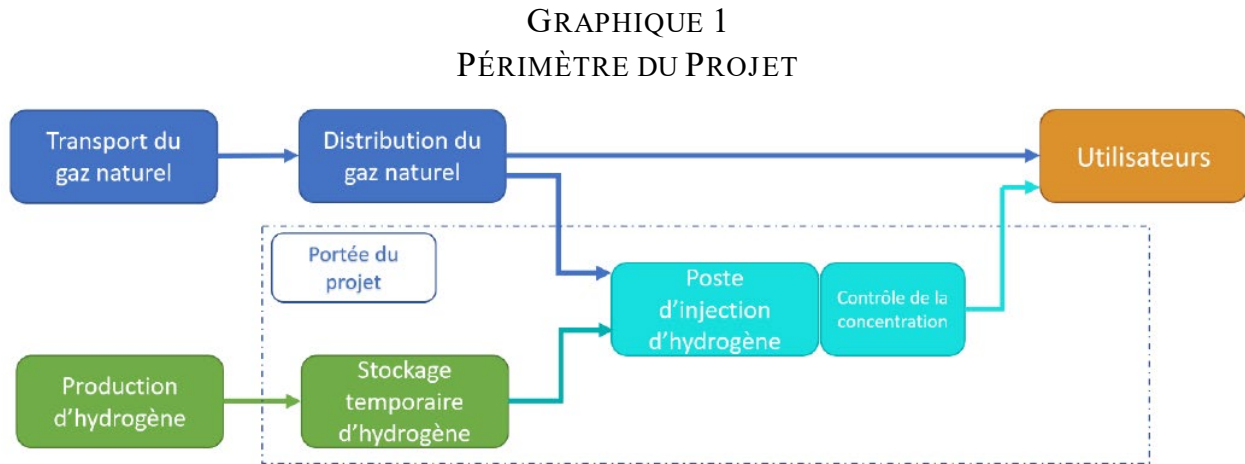 GRAPHIQUE 1
PÉRIMÈTRE DU PROJET
Transport du
gaz naturel
Distribution du
gaz naturel
Utilisateurs
Portée du
projet
Poste
d'injection
d'hydrogène
Contrôle de la
concentration
Production
d'hydrogène
Stockage
temporaire
d'hydrogène